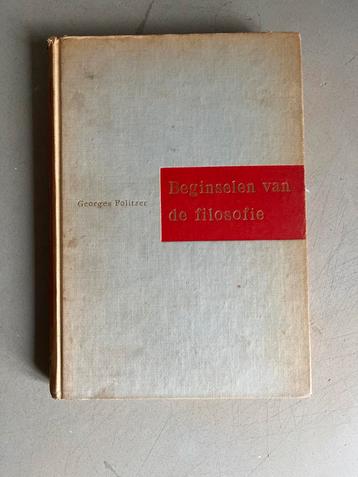 Georges Politzer
Beginselen van
de filosofie